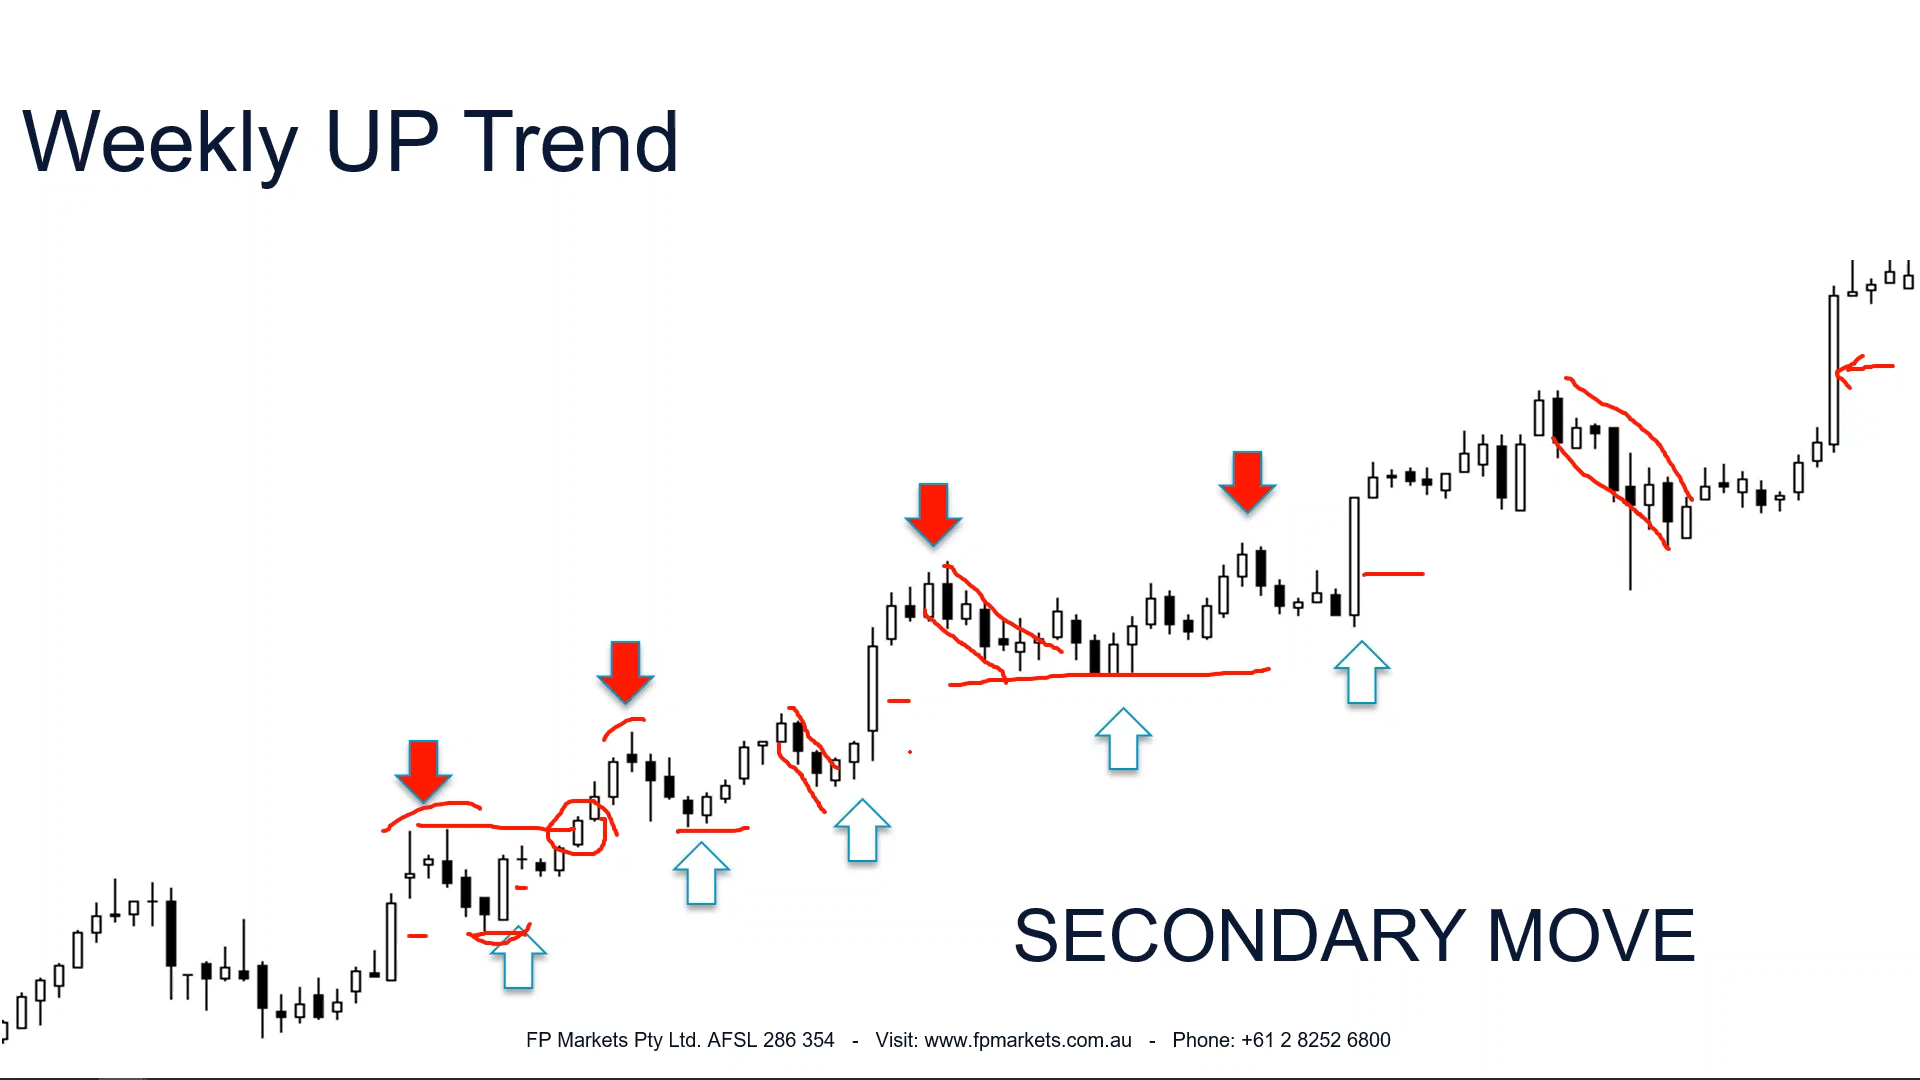 Weekly UP Trend
SECONDARY MOVE
FP Markets Pty Ltd. AFSL 286 354 - Visit: www.fpmarkets.com.au - Phone: +61 2 8252 6800